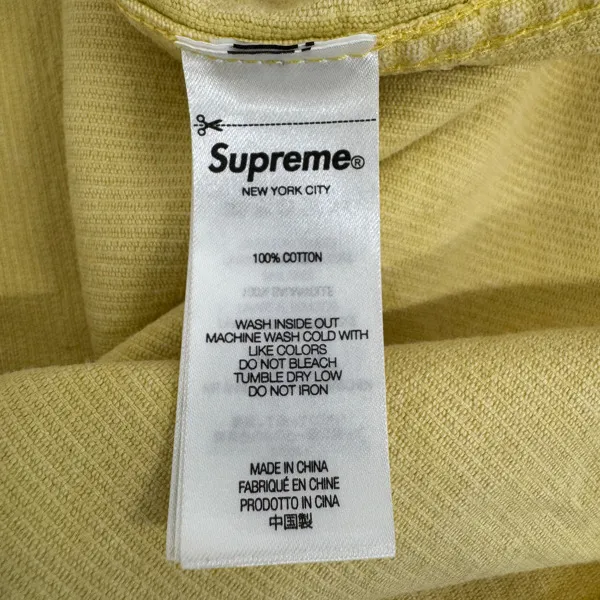 Supreme®
NEW YORK CITY
100% COTTON
WASH INSIDE OUT
MACHINE WASH COLD WITH
LIKE COLORS
DO NOT BLEACH
TUMBLE DRY LOW
DO NOT IRON
MADE IN CHINA
FABRIQUÉ EN CHINE
PRODOTTO IN CINA
中国製